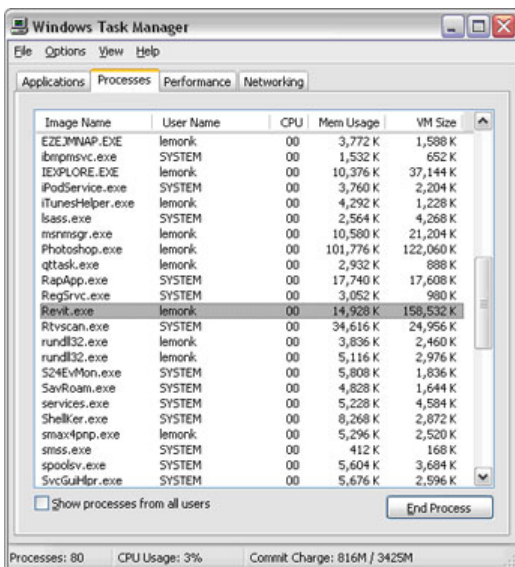 Windows Task Manager
File Options View Help
Applications Processes Performance Networking
Image Name User Name CPU Mem Usage VM Size
EZEJMNAP.EXE lemonk 00 3,772 K 1,588 K
ibmpmsvc.exe SYSTEM 00 1,532 K 652 K
IEXPLORE.EXE lemonk 00 10,376 K 37,144 K
iPodService.exe SYSTEM 00 3,760 K 2,204 K
iTunesHelper.exe lemonk 00 4,292 K 1,228 K
lsass.exe SYSTEM 00 2,564 K 4,268 K
msnmsgr.exe lemonk 00 10,580 K 21,204 K
Photoshop.exe lemonk 00 101,776 K 122,060 K
qttask.exe lemonk 00 2,932 K 888 K
RapApp.exe SYSTEM 00 17,740 K 17,608 K
RegSrvc.exe SYSTEM 00 3,052 K 980 K
Revit.exe lemonk 00 14,928 K 158,532 K
Rtvscan.exe SYSTEM 00 34,616 K 24,956 K
rundll32.exe lemonk 00 3,836 K 2,460 K
rundll32.exe lemonk 00 5,116 K 2,976 K
S24EvMon.exe SYSTEM 00 5,808 K 1,836 K
SavRoam.exe SYSTEM 00 4,828 K 1,644 K
services.exe SYSTEM 00 5,228 K 4,584 K
ShellKer.exe SYSTEM 00 8,268 K 2,872 K
smax4pnp.exe lemonk 00 5,296 K 2,520 K
smss.exe SYSTEM 00 412 K 168 K
spoolsv.exe SYSTEM 00 5,604 K 3,684 K
SvcGuiHlpr.exe SYSTEM 00 5,676 K 2,596 K
Show processes from all users End Process
Processes: 80 CPU Usage: 3% Commit Charge: 816M / 3425M